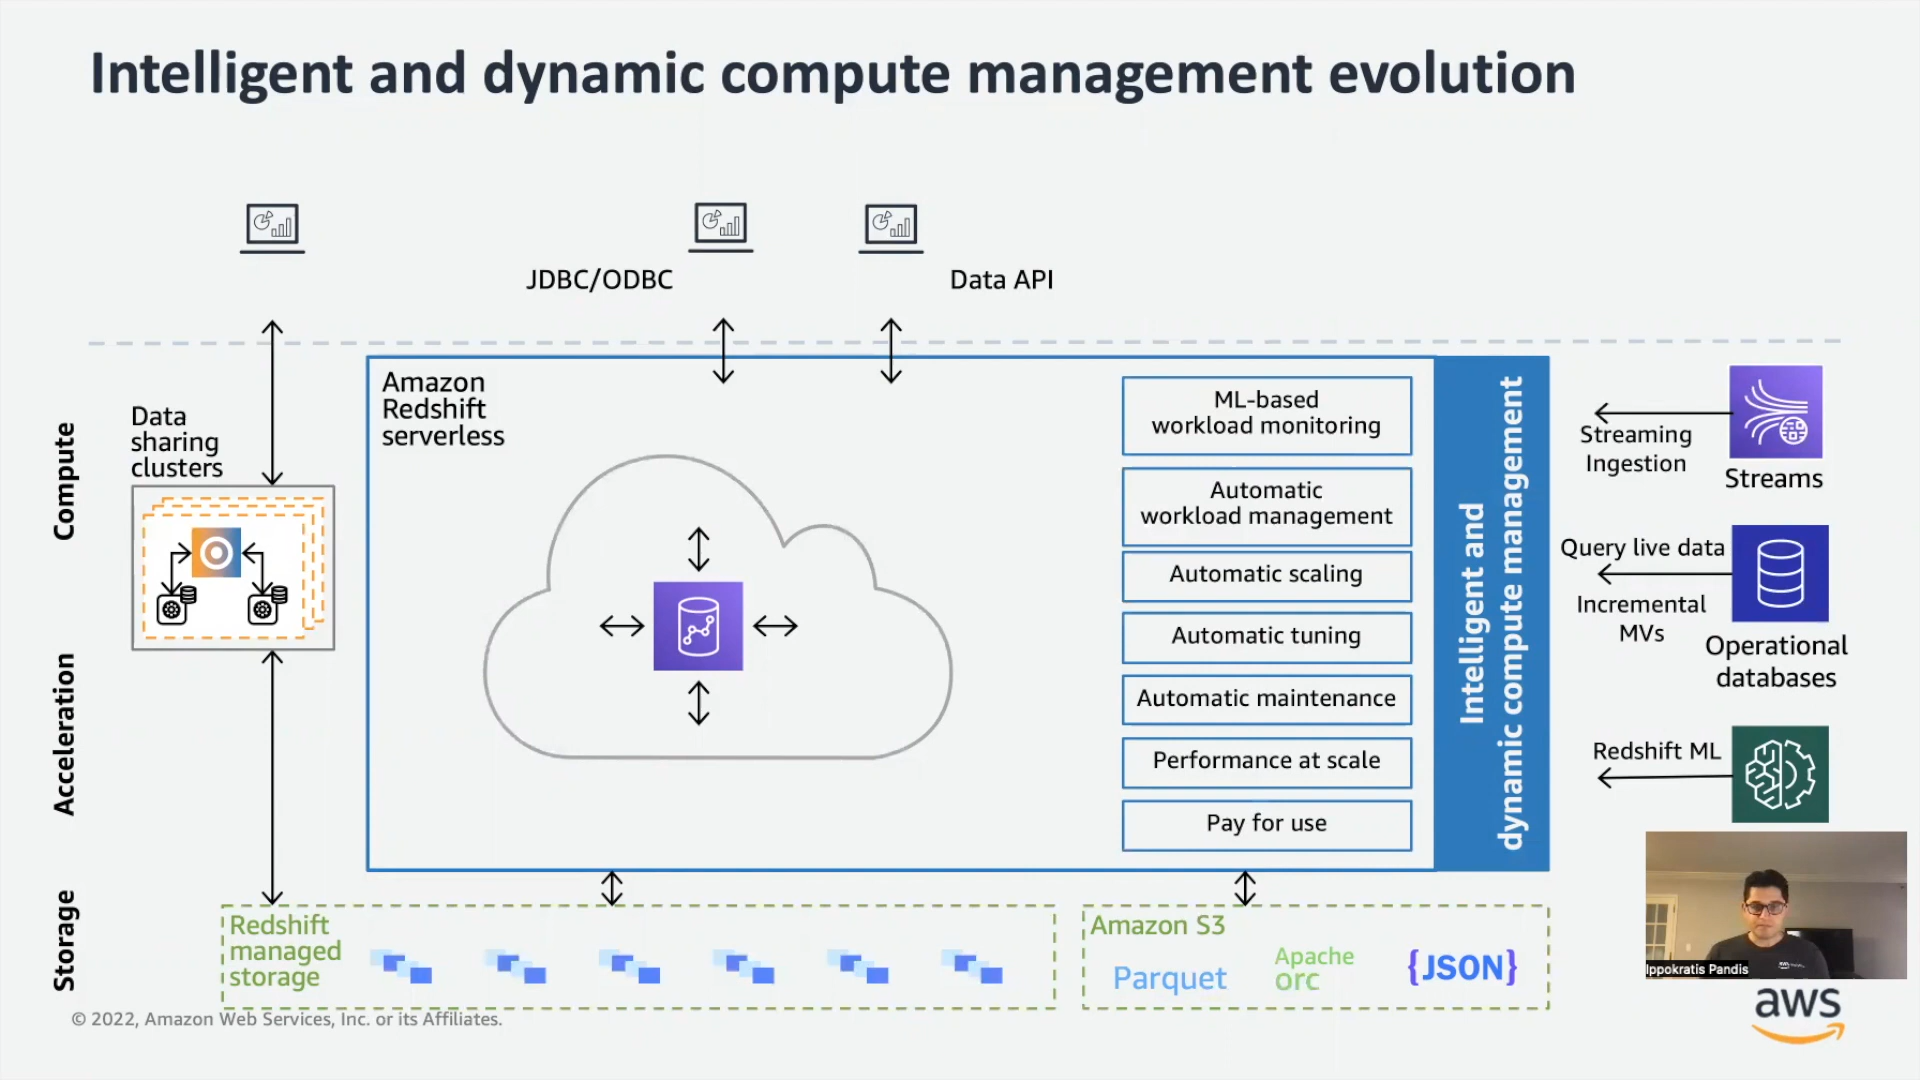 Intelligent and dynamic compute management evolution
JDBC/ODBC
Data API
Compute
Acceleration
Storage
Data
sharing
clusters
Amazon
Redshift
serverless
ML-based
workload monitoring
Automatic
workload management
Automatic scaling
Automatic tuning
Automatic maintenance
Performance at scale
Pay for use
Intelligent and
dynamic compute management
Streaming
Ingestion
Streams
Query live data
Incremental
MVs
Operational
databases
Redshift ML
Redshift
managed
storage
Amazon S3
Parquet
Apache
orc
{JSON}
Ippokratis Pandis
aws
© 2022, Amazon Web Services, Inc. or its Affiliates.